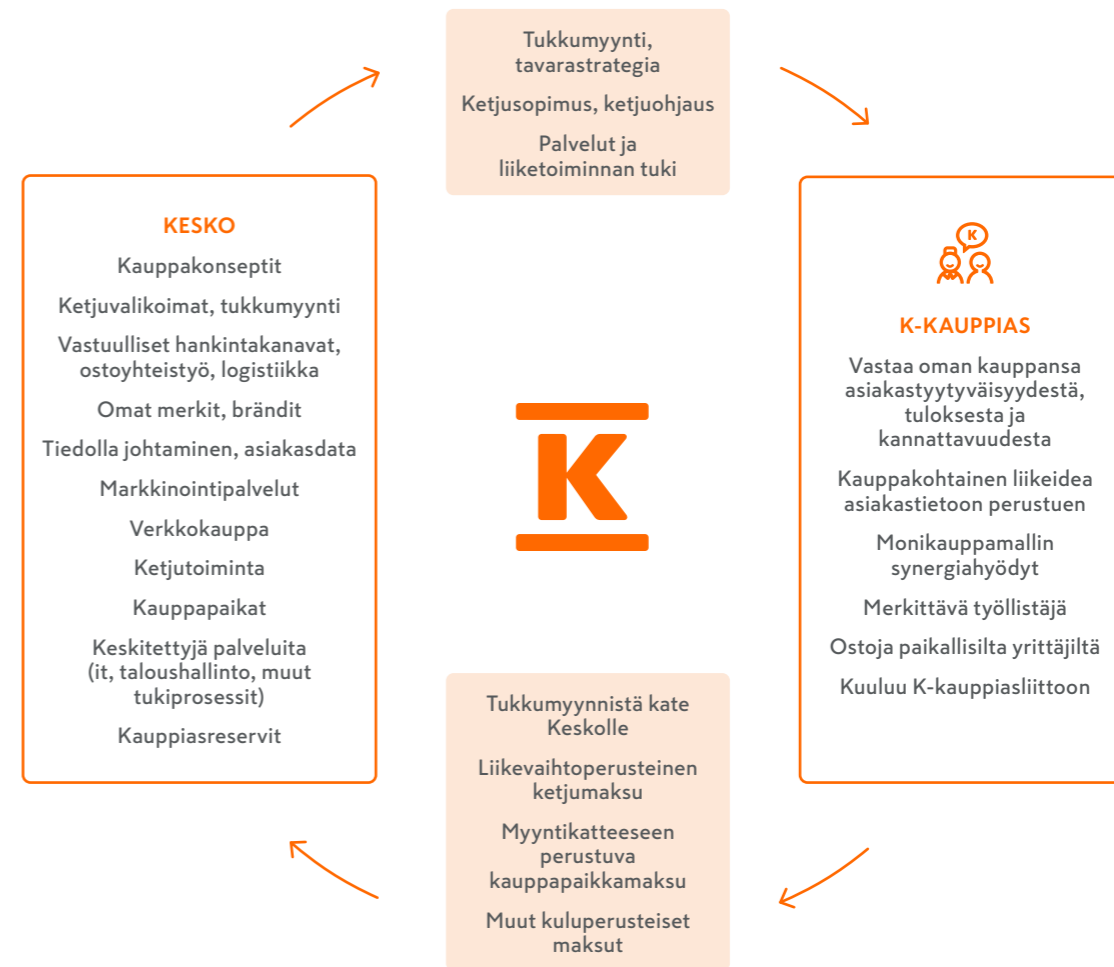 Tukkumyynti,
tavarastrategia
Ketjusopimus, ketjuohjaus
Palvelut ja
liiketoiminnan tuki
KESKO
Kauppakonseptit
Ketjuvalikoimat, tukkumyynti
Vastuulliset hankintakanavat,
ostoyhteistyö, logistiikka
Omat merkit, brändit
Tiedolla johtaminen, asiakasdata
Markkinointipalvelut
Verkkokauppa
Ketjutoiminta
Kauppapaikat
Keskitettyjä palveluita
(it, taloushallinto, muut
tukiprosessit)
Kauppiasreservit
K
K
K-KAUPPIAS
Vastaa oman kauppansa
asiakastyytyväisyydestä,
tuloksesta ja
kannattavuudesta
Kauppakohtainen liikeidea
asiakastietoon perustuen
Monikauppamallin
synergiahyödyt
Merkittävä työllistäjä
Ostoja paikallisilta yrittäjiltä
Kuuluu K-kauppiasliittoon
Tukkumyynnistä kate
Keskolle
Liikevaihtoperusteinen
ketjumaksu
Myyntikatteeseen
perustuva
kauppapaikkamaksu
Muut kuluperusteiset
maksut